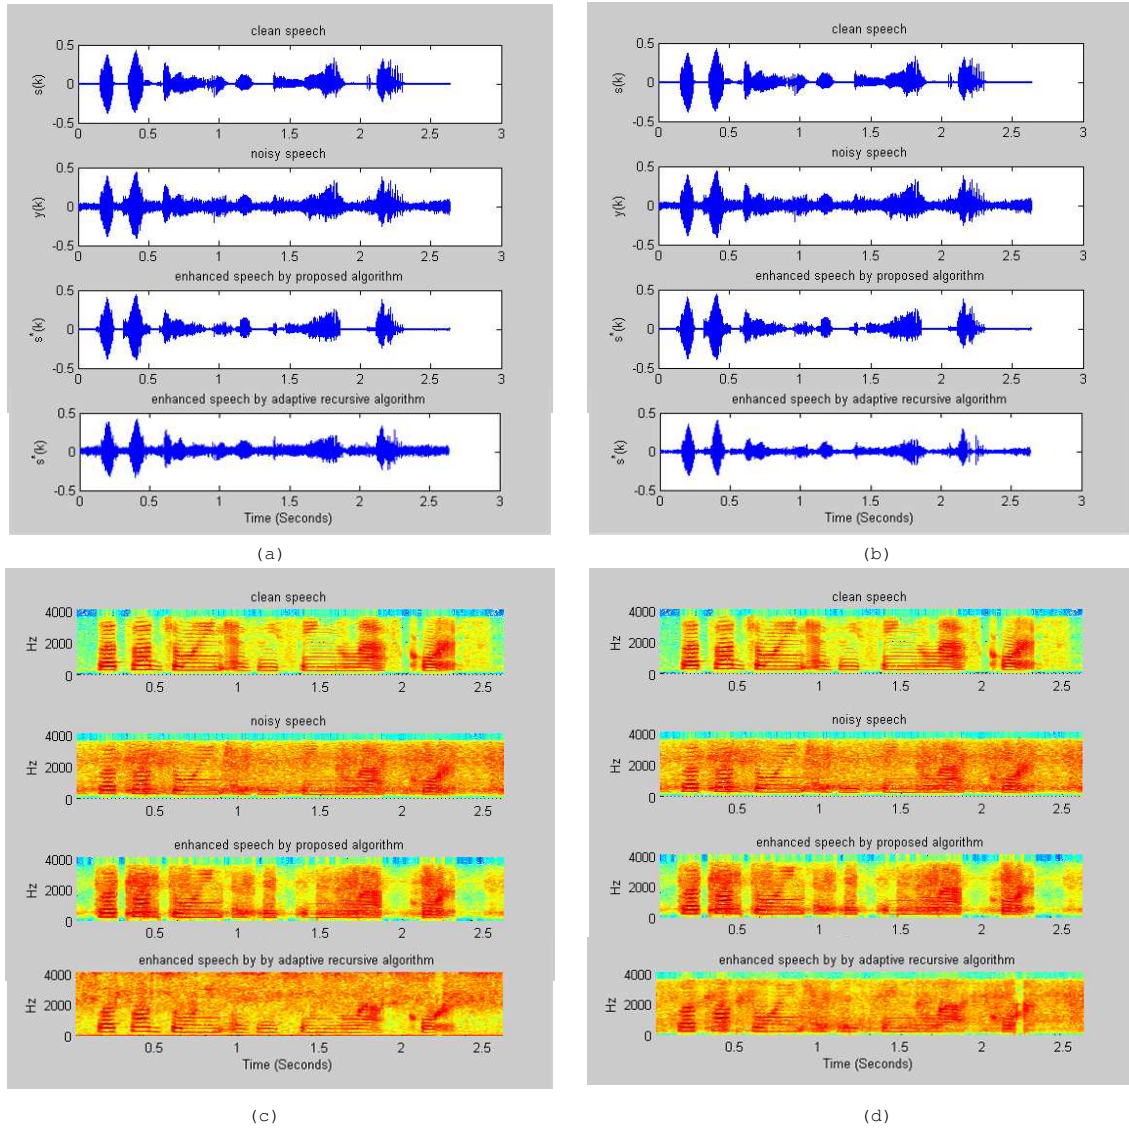 clean speech
0.5
0
-0.5
s(k)
0 0.5 1 1.5 2 2.5 3
noisy speech
0.5
0
-0.5
y(k)
0 0.5 1 1.5 2 2.5 3
enhanced speech by proposed algorithm
0.5
0
-0.5
s*(k)
0 0.5 1 1.5 2 2.5 3
enhanced speech by adaptive recursive algorithm
0.5
0
-0.5
s*(k)
0 0.5 1 1.5 2 2.5 3
Time (Seconds)
(a)
clean speech
0.5
0
-0.5
s(k)
0 0.5 1 1.5 2 2.5 3
noisy speech
0.5
0
-0.5
y(k)
0 0.5 1 1.5 2 2.5 3
enhanced speech by proposed algorithm
0.5
0
-0.5
s*(k)
0 0.5 1 1.5 2 2.5 3
enhanced speech by adaptive recursive algorithm
0.5
0
-0.5
s*(k)
0 0.5 1 1.5 2 2.5 3
Time (Seconds)
(b)
clean speech
4000
2000
0
Hz
0.5 1 1.5 2 2.5
noisy speech
4000
2000
0
Hz
0.5 1 1.5 2 2.5
enhanced speech by proposed algorithm
4000
2000
0
Hz
0.5 1 1.5 2 2.5
enhanced speech by by adaptive recursive algorithm
4000
2000
0
Hz
0.5 1 1.5 2 2.5
Time (Seconds)
(c)
clean speech
4000
2000
0
Hz
0.5 1 1.5 2 2.5
noisy speech
4000
2000
0
Hz
0.5 1 1.5 2 2.5
enhanced speech by proposed algorithm
4000
2000
0
Hz
0.5 1 1.5 2 2.5
enhanced speech by by adaptive recursive algorithm
4000
2000
0
Hz
0.5 1 1.5 2 2.5
Time (Seconds)
(d)